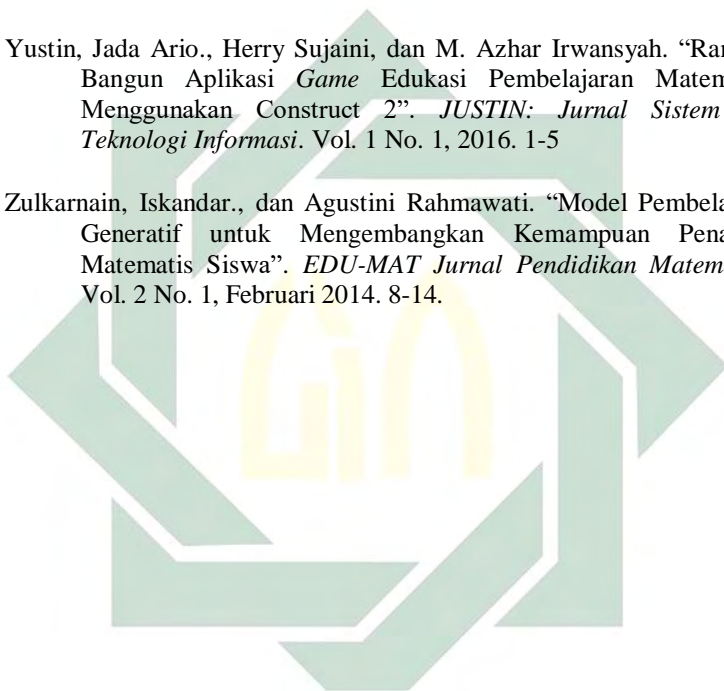 Yustin, Jada Ario., Herry Sujaini, dan M. Azhar Irwansyah. “Ran
Bangun Aplikasi Game Edukasi Pembelajaran Matem
Menggunakan Construct 2”. JUSTIN: Jurnal Sistem
Teknologi Informasi. Vol. 1 No. 1, 2016. 1-5
Zulkarnain, Iskandar., dan Agustini Rahmawati. “Model Pembela
Generatif untuk Mengembangkan Kemampuan Pena
Matematis Siswa”. EDU-MAT Jurnal Pendidikan Matem
Vol. 2 No. 1, Februari 2014. 8-14.